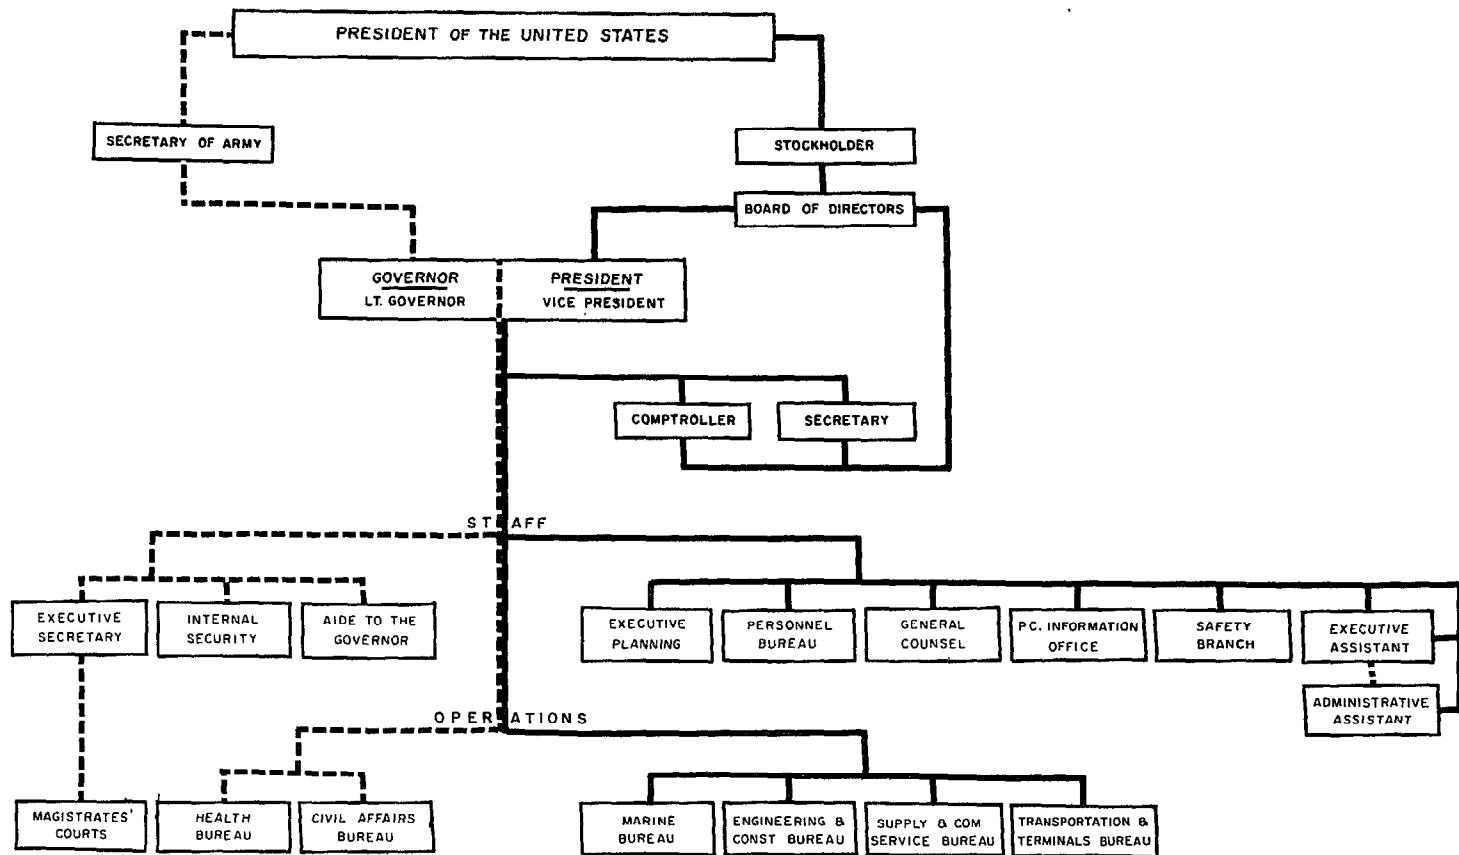 PRESIDENT OF THE UNITED STATES
SECRETARY OF ARMY
STOCKHOLDER
BOARD OF DIRECTORS
GOVERNOR
LT. GOVERNOR
PRESIDENT
VICE PRESIDENT
COMPTROLLER
SECRETARY
STAFF
EXECUTIVE
SECRETARY
INTERNAL
SECURITY
AIDE TO THE
GOVERNOR
EXECUTIVE
PLANNING
PERSONNEL
BUREAU
GENERAL
COUNSEL
P.C. INFORMATION
OFFICE
SAFETY
BRANCH
EXECUTIVE
ASSISTANT
ADMINISTRATIVE
ASSISTANT
OPERATIONS
MAGISTRATES'
COURTS
HEALTH
BUREAU
CIVIL AFFAIRS
BUREAU
MARINE
BUREAU
ENGINEERING &
CONST BUREAU
SUPPLY & COM
SERVICE BUREAU
TRANSPORTATION &
TERMINALS BUREAU